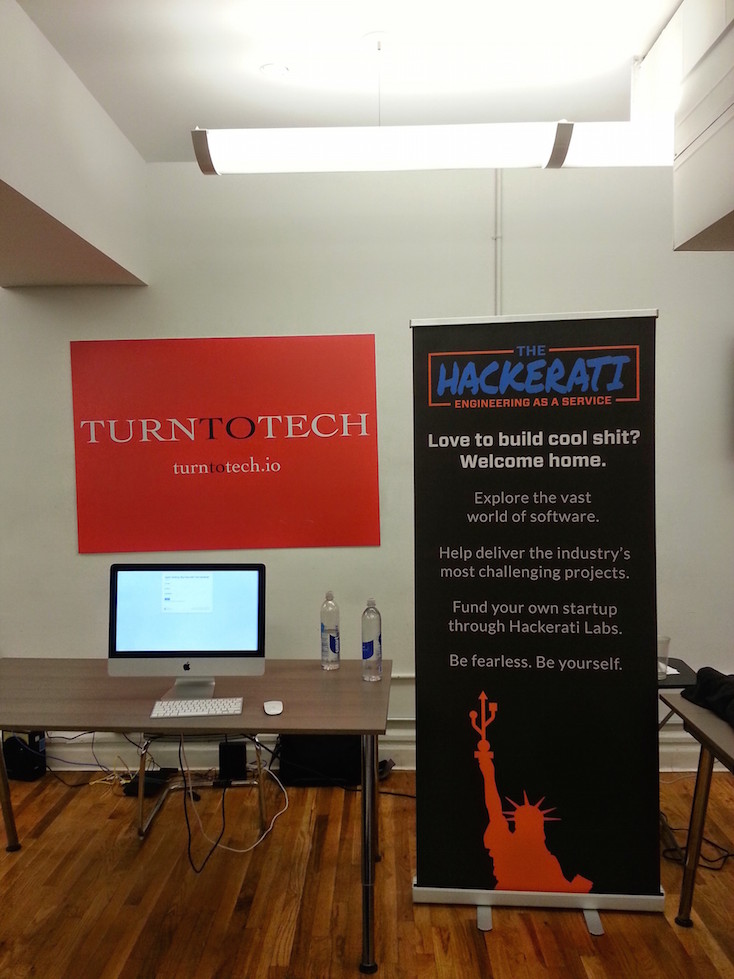 TURNTOTECH
turntotech.io
THE
HACKERATI
ENGINEERING AS A SERVICE
Love to build cool shit?
Welcome home.
Explore the vast
world of software.
Help deliver the industry's
most challenging projects.
Fund your own startup
through Hackerati Labs.
Be fearless. Be yourself.